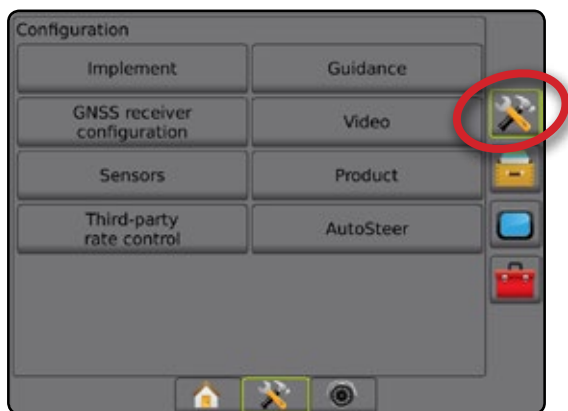 Configuration
Implement
Guidance
GNSS receiver
configuration
Video
Sensors
Product
Third-party
rate control
AutoSteer